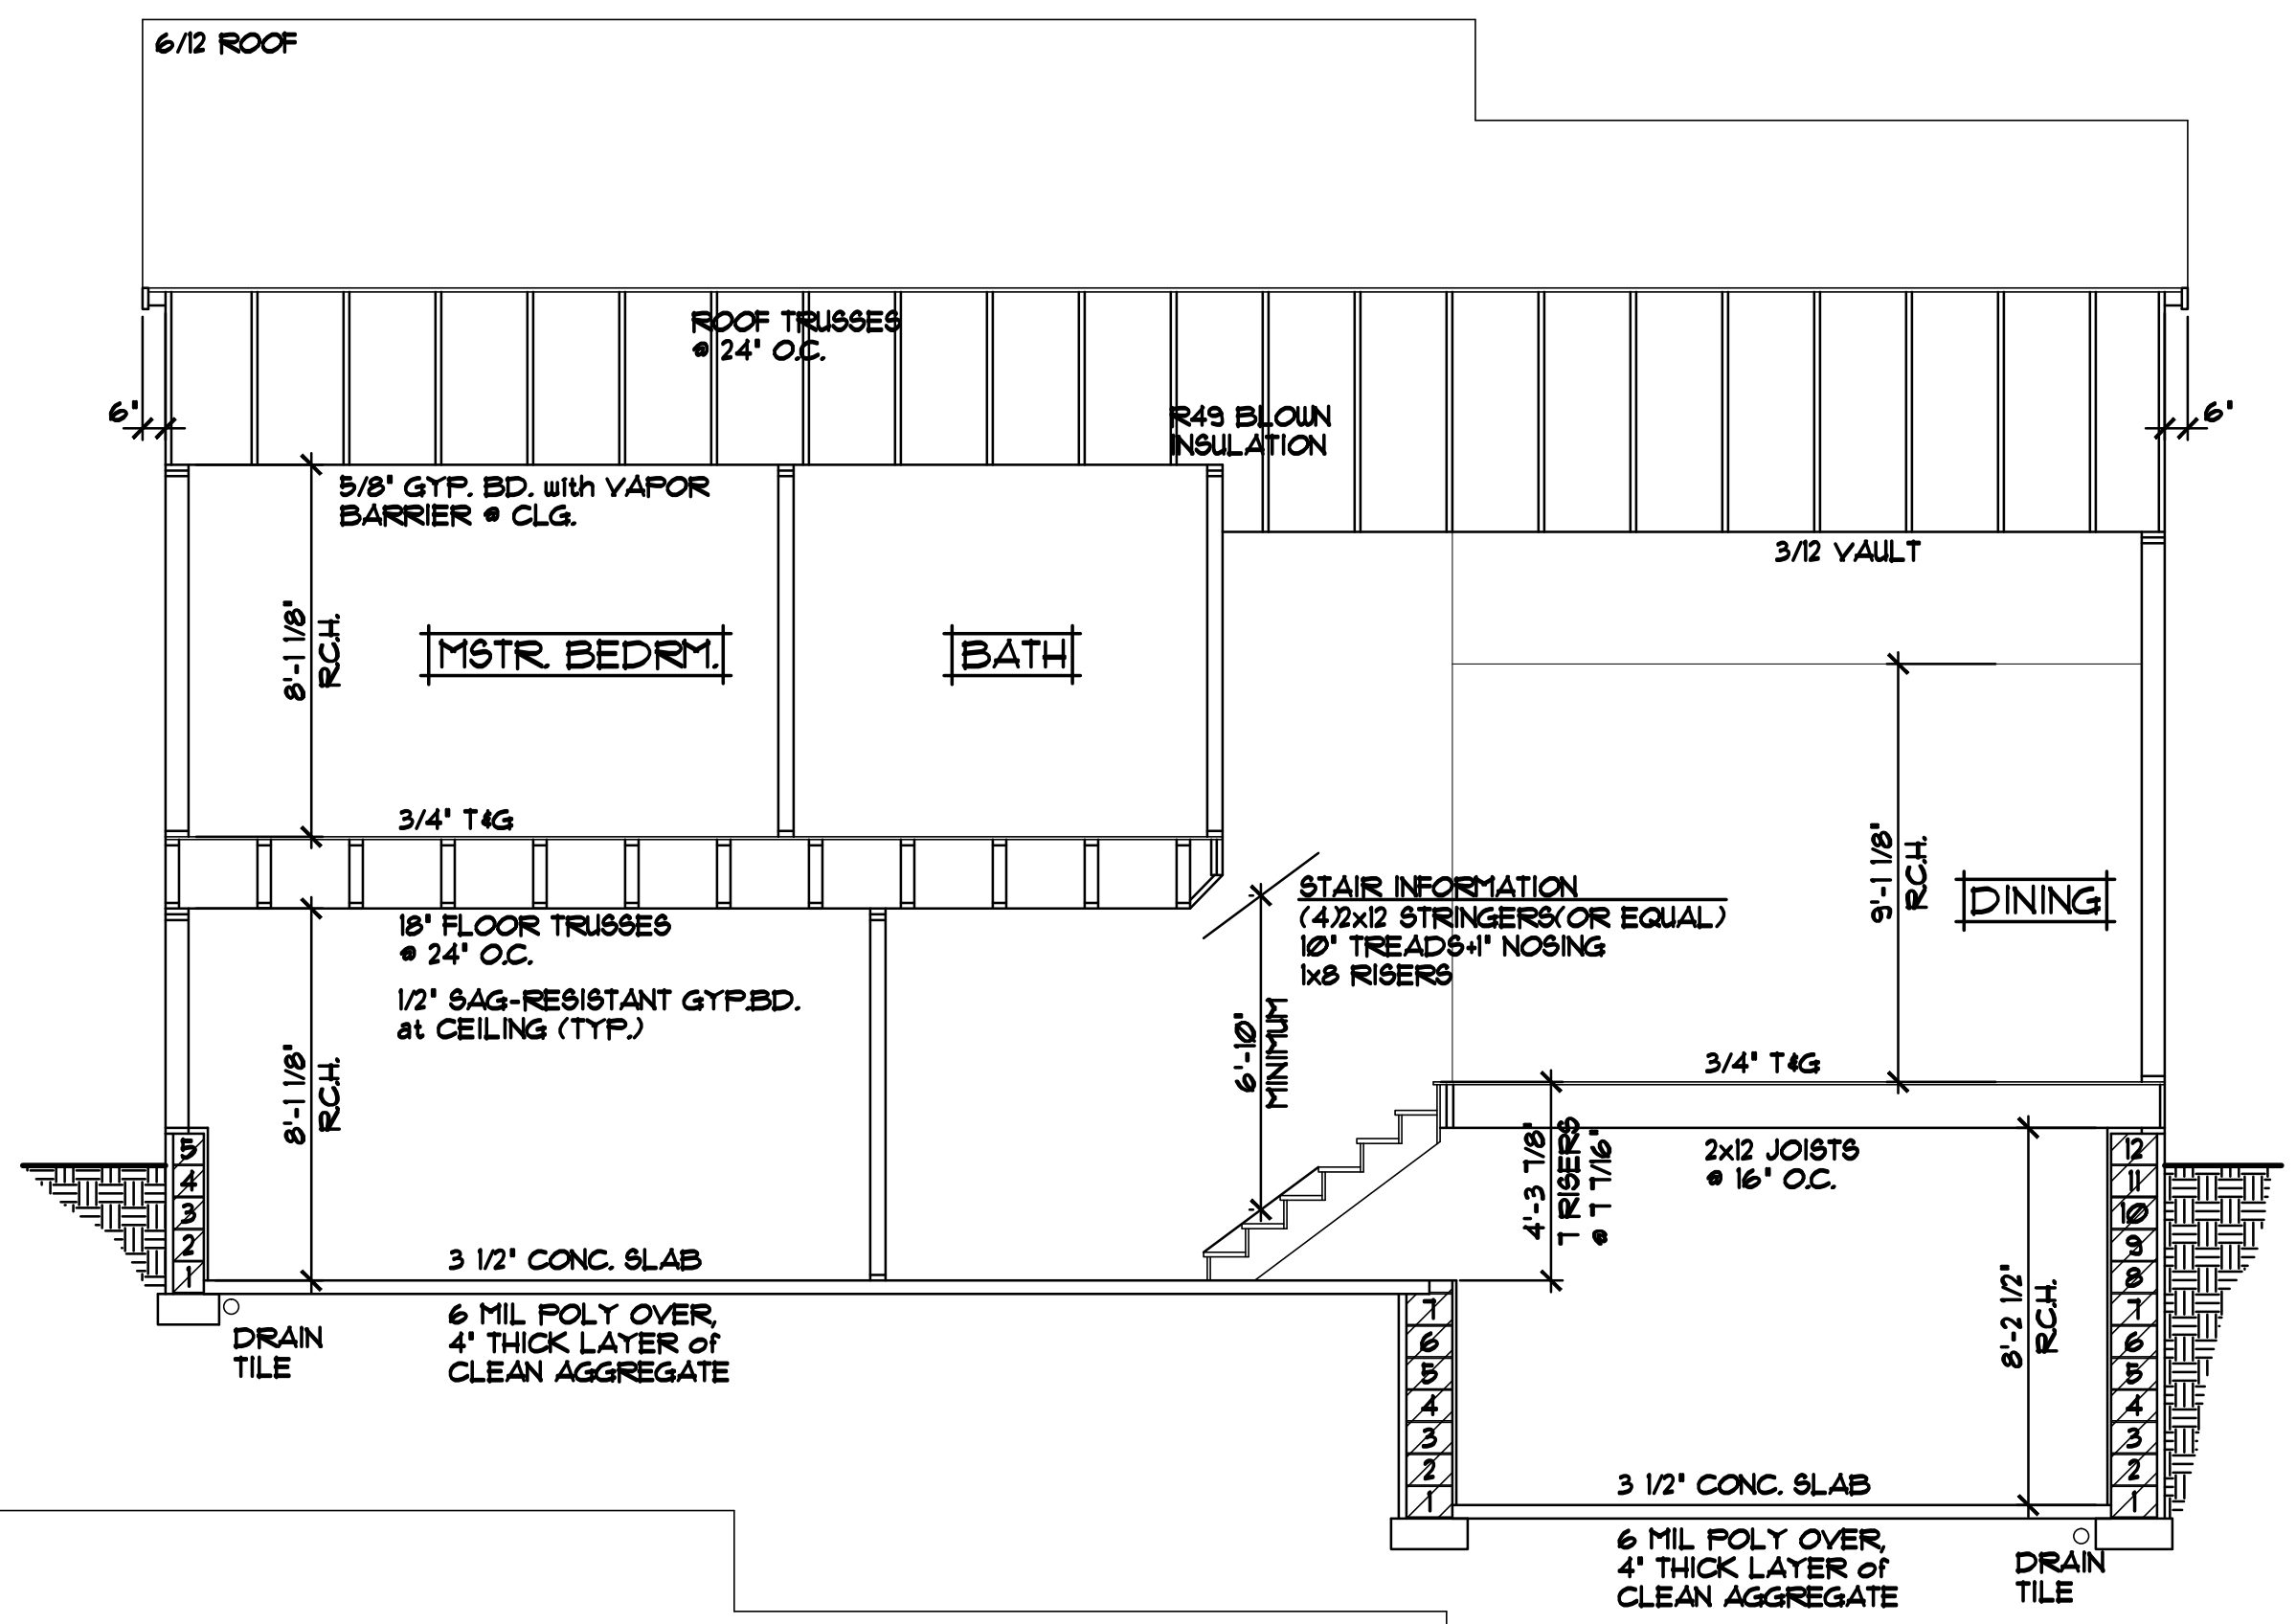 6/12 ROOF
ROOF TRUSSES
@ 24" O.C.
6"
6"
R49 BLOWN
INSULATION
5/8" GYP. BD. with VAPOR
BARRIER @ CLG.
3/12 VAULT
8'-1 1/8"
R.C.H.
MSTR. BEDRM.
BATH
3/4" T&G
9'-1 1/8"
R.C.H.
DINING
STAIR INFORMATION
(4)2x12 STRINGERS(OR EQUAL)
10" TREADS+1" NOSING
1x8 RISERS
18" FLOOR TRUSSES
@ 24" O.C.
1/2" SAG-RESISTANT GYP.BD.
at CEILING (TYP.)
8'-1 1/8"
R.C.H.
6'-10"
MINIMUM
3/4" T&G
4'-3 7/8"
7 RISERS
@ 7 7/16"
2x12 JOISTS
@ 16" O.C.
5
4
3
2
1
12
11
10
9
8
7
6
5
4
3
2
1
3 1/2" CONC. SLAB
6 MIL POLY OVER,
4" THICK LAYER of
CLEAN AGGREGATE
DRAIN
TILE
7
6
5
4
3
2
1
8'-2 1/2"
R.C.H.
3 1/2" CONC. SLAB
6 MIL POLY OVER,
4" THICK LAYER of
CLEAN AGGREGATE
DRAIN
TILE